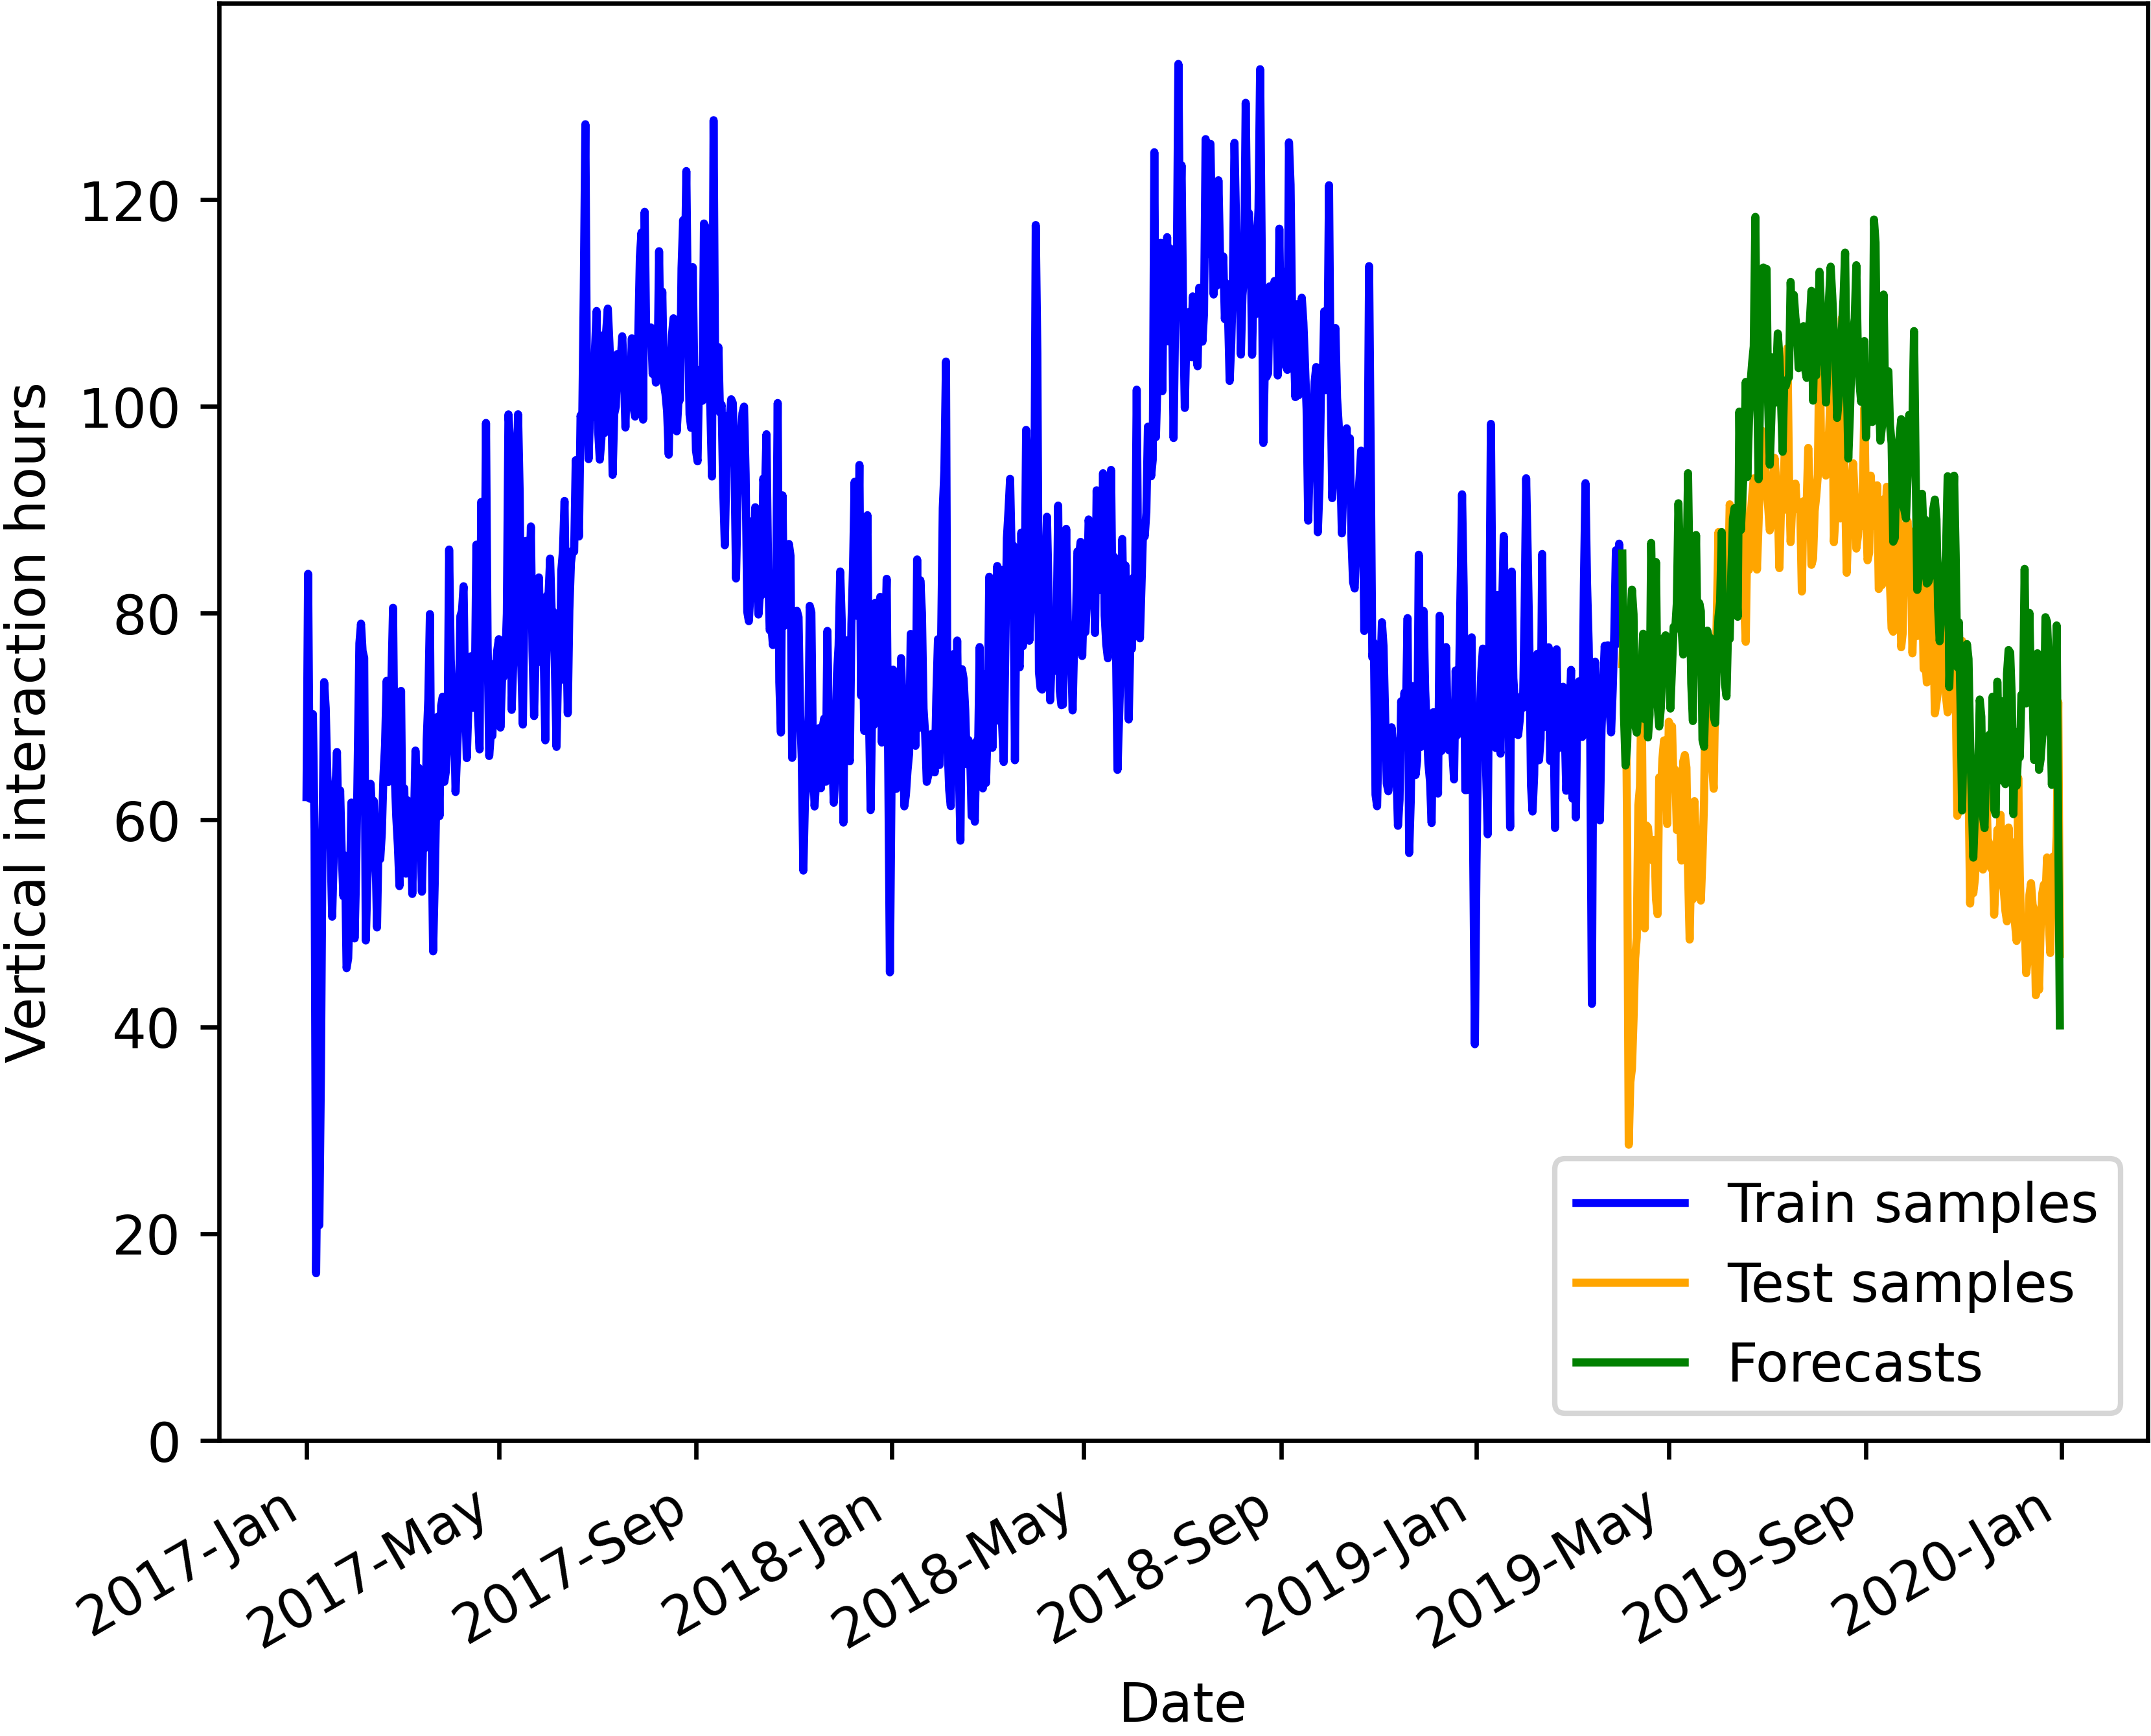 Vertical interaction hours
120
100
80
60
40
20
0
Train samples
Test samples
Forecasts
2017-Jan
2017-May
2017-Sep
2018-Jan
2018-May
2018-Sep
2019-Jan
2019-May
2019-Sep
2020-Jan
Date